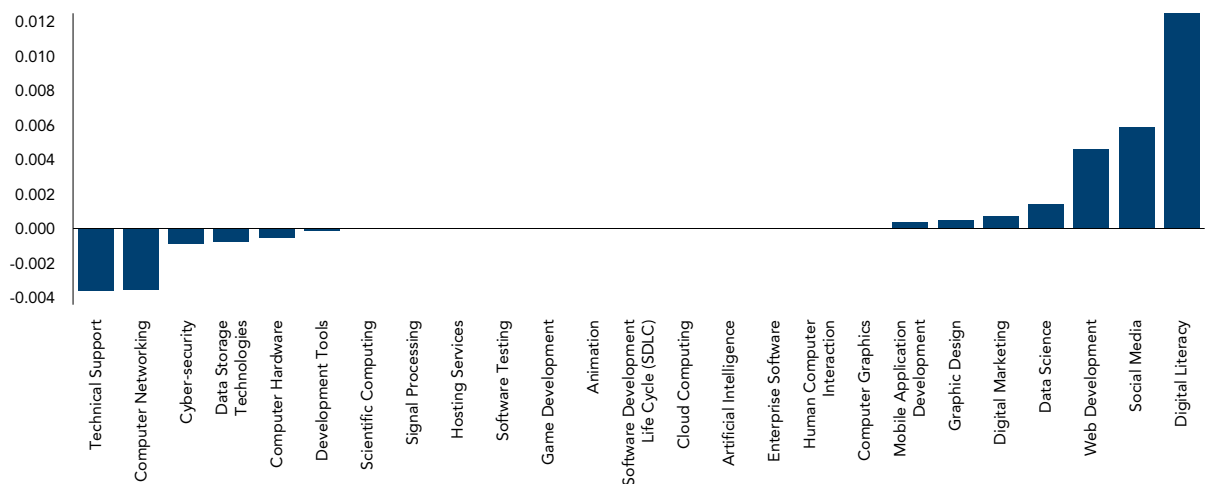 0.012
0.010
0.008
0.006
0.004
0.002
0.000
-0.002
-0.004
Technical Support
Computer Networking
Cyber-security
Data Storage
Technologies
Computer Hardware
Development Tools
Scientific Computing
Signal Processing
Hosting Services
Software Testing
Game Development
Animation
Software Development
Life Cycle (SDLC)
Cloud Computing
Artificial Intelligence
Enterprise Software
Human Computer
Interaction
Computer Graphics
Mobile Application
Development
Graphic Design
Digital Marketing
Data Science
Web Development
Social Media
Digital Literacy